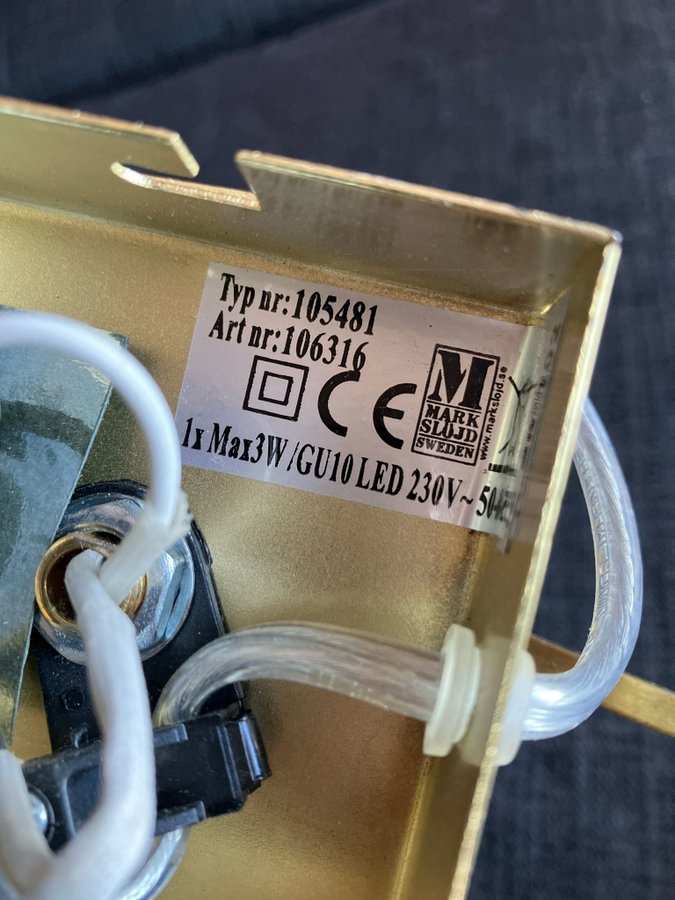 Typ nr:105481
Art nr:106316
CE
M
MARK
SLÖJD
SWEDEN
www.markslojd.se
1x Max3W/GU10 LED 230V~